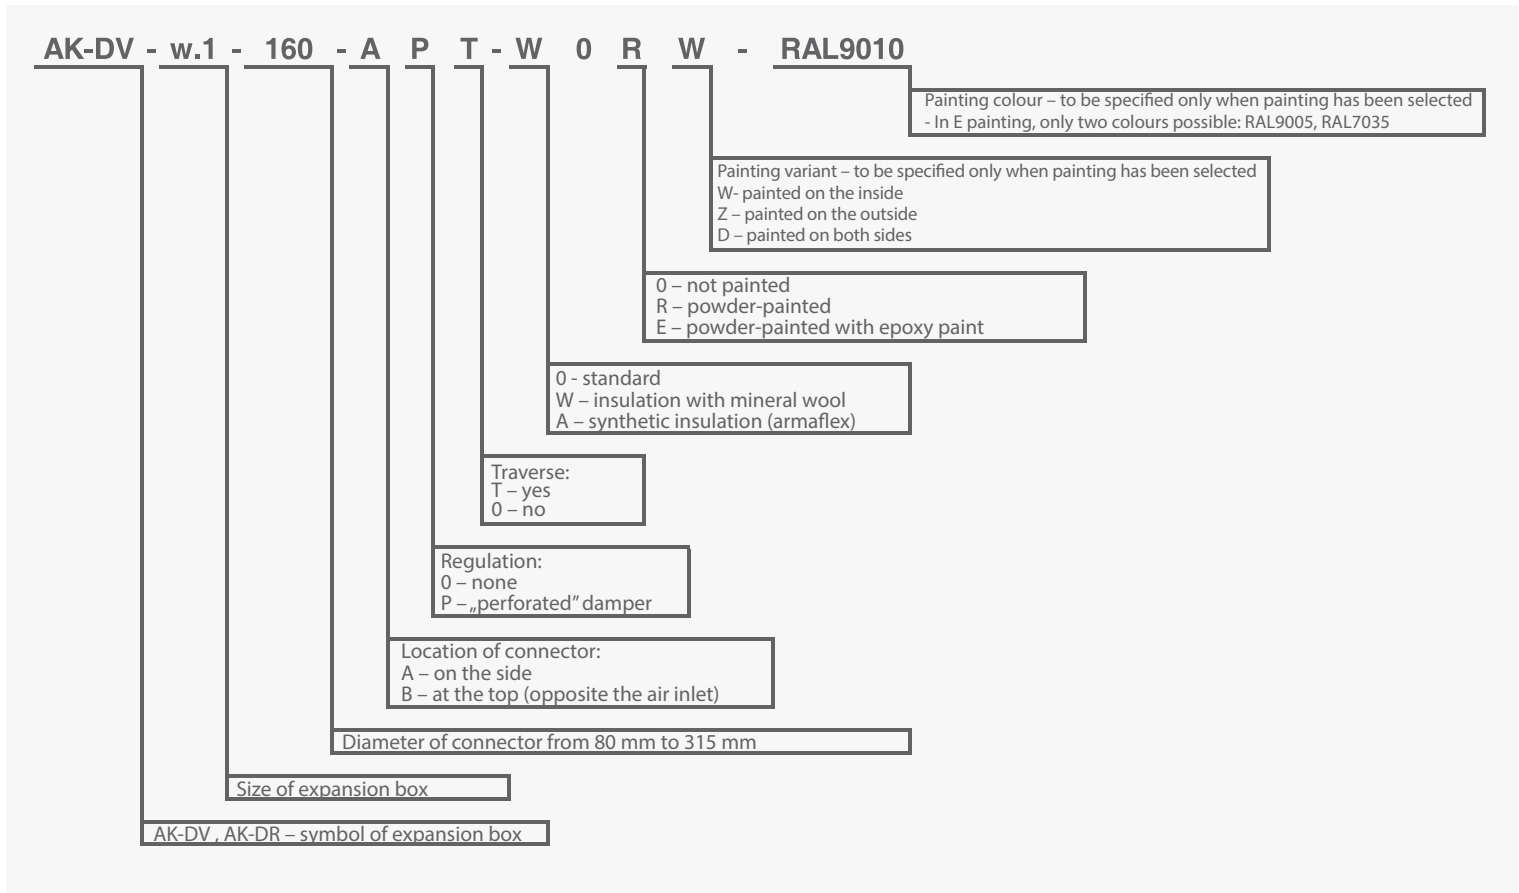 AK-DV - w.1 - 160 - A P T - W 0 R W - RAL9010
Painting colour – to be specified only when painting has been selected
- In E painting, only two colours possible: RAL9005, RAL7035
Painting variant – to be specified only when painting has been selected
W- painted on the inside
Z – painted on the outside
D – painted on both sides
0 – not painted
R – powder-painted
E – powder-painted with epoxy paint
0 - standard
W – insulation with mineral wool
A – synthetic insulation (armaflex)
Traverse:
T – yes
0 – no
Regulation:
0 – none
P – „perforated” damper
Location of connector:
A – on the side
B – at the top (opposite the air inlet)
Diameter of connector from 80 mm to 315 mm
Size of expansion box
AK-DV , AK-DR – symbol of expansion box